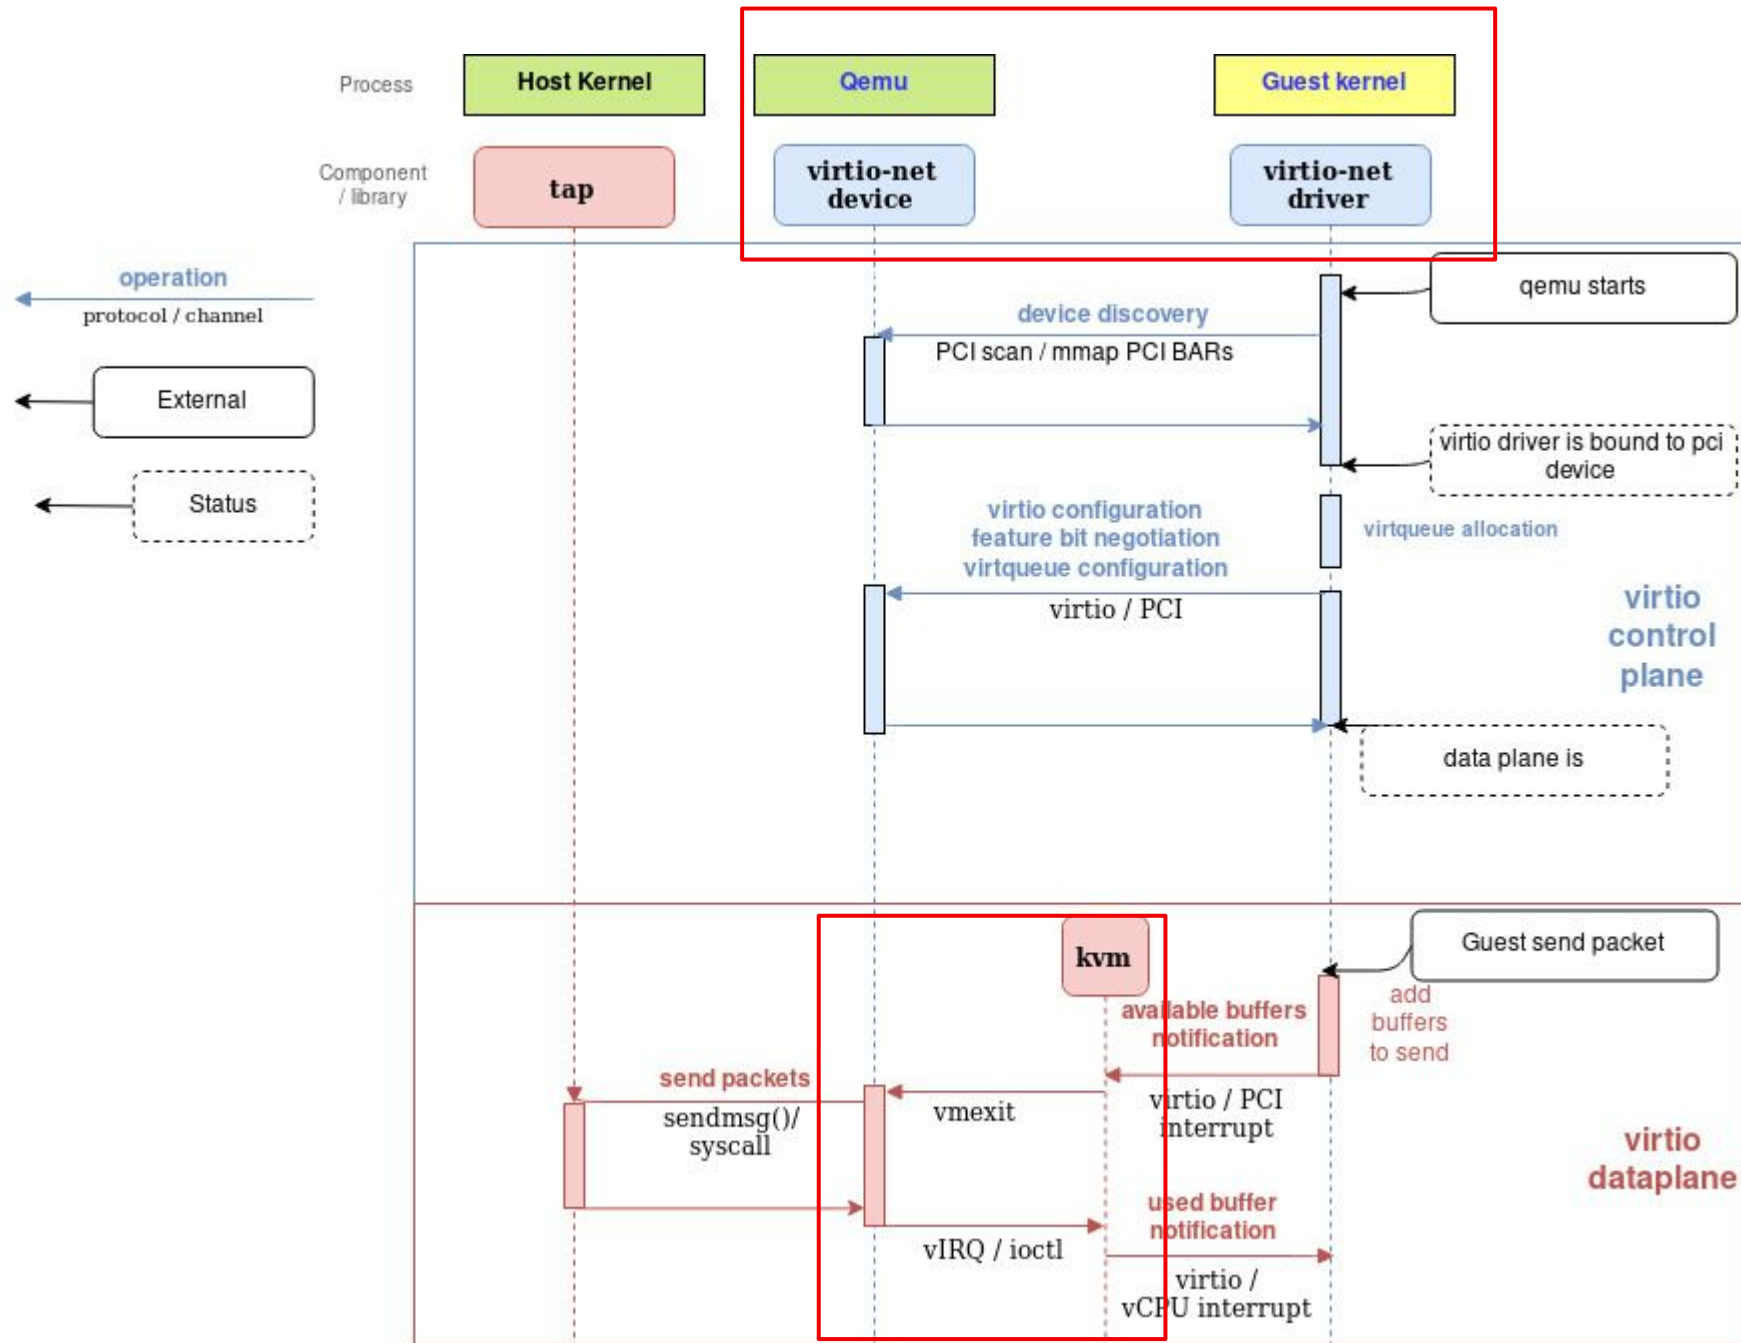 Process
Host Kernel
Qemu
Guest kernel
Component
/ library
tap
virtio-net
device
virtio-net
driver
operation
protocol / channel
External
Status
qemu starts
device discovery
PCI scan / mmap PCI BARs
virtio driver is bound to pci
device
virtio configuration
feature bit negotiation
virtqueue configuration
virtio / PCI
virtqueue allocation
virtio
control
plane
data plane is
kvm
Guest send packet
add
buffers
to send
available buffers
notification
virtio / PCI
interrupt
vmexit
send packets
sendmsg()/
syscall
vIRQ / ioctl
used buffer
notification
virtio /
vCPU interrupt
virtio
dataplane